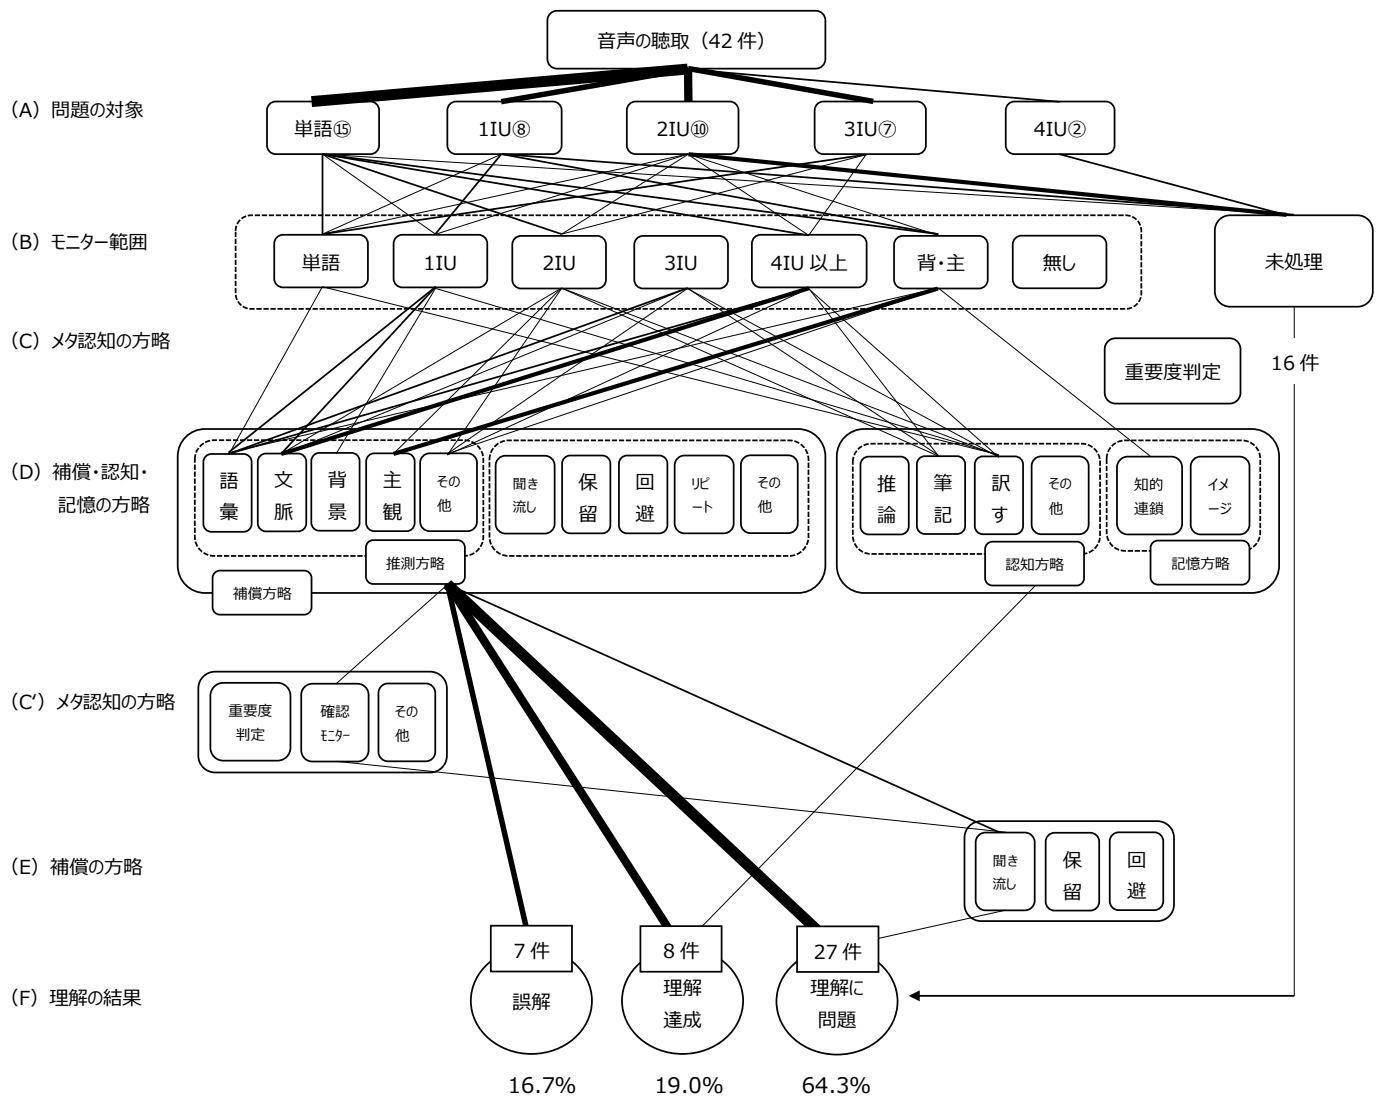 音声の聴取（42 件）
（A）問題の対象
単語⑮
1IU⑧
2IU⑩
3IU⑦
4IU②
（B）モニター範囲
単語
1IU
2IU
3IU
4IU 以上
背・主
無し
未処理
（C）メタ認知の方略
重要度判定
16 件
（D）補償・認知・
記憶の方略
語
彙
文
脈
背
景
主
観
その
他
聞き
流し
保
留
回
避
リピ
ート
その
他
推
論
筆
記
訳
す
その
他
知的
連鎖
イメ
ージ
推測方略
補償方略
認知方略
記憶方略
（C‘）メタ認知の方略
重要度
判定
確認
モニター
その
他
（E）補償の方略
聞き
流し
保
留
回
避
（F）理解の結果
7 件
誤解
8 件
理解
達成
27 件
理解に
問題
16.7%
19.0%
64.3%